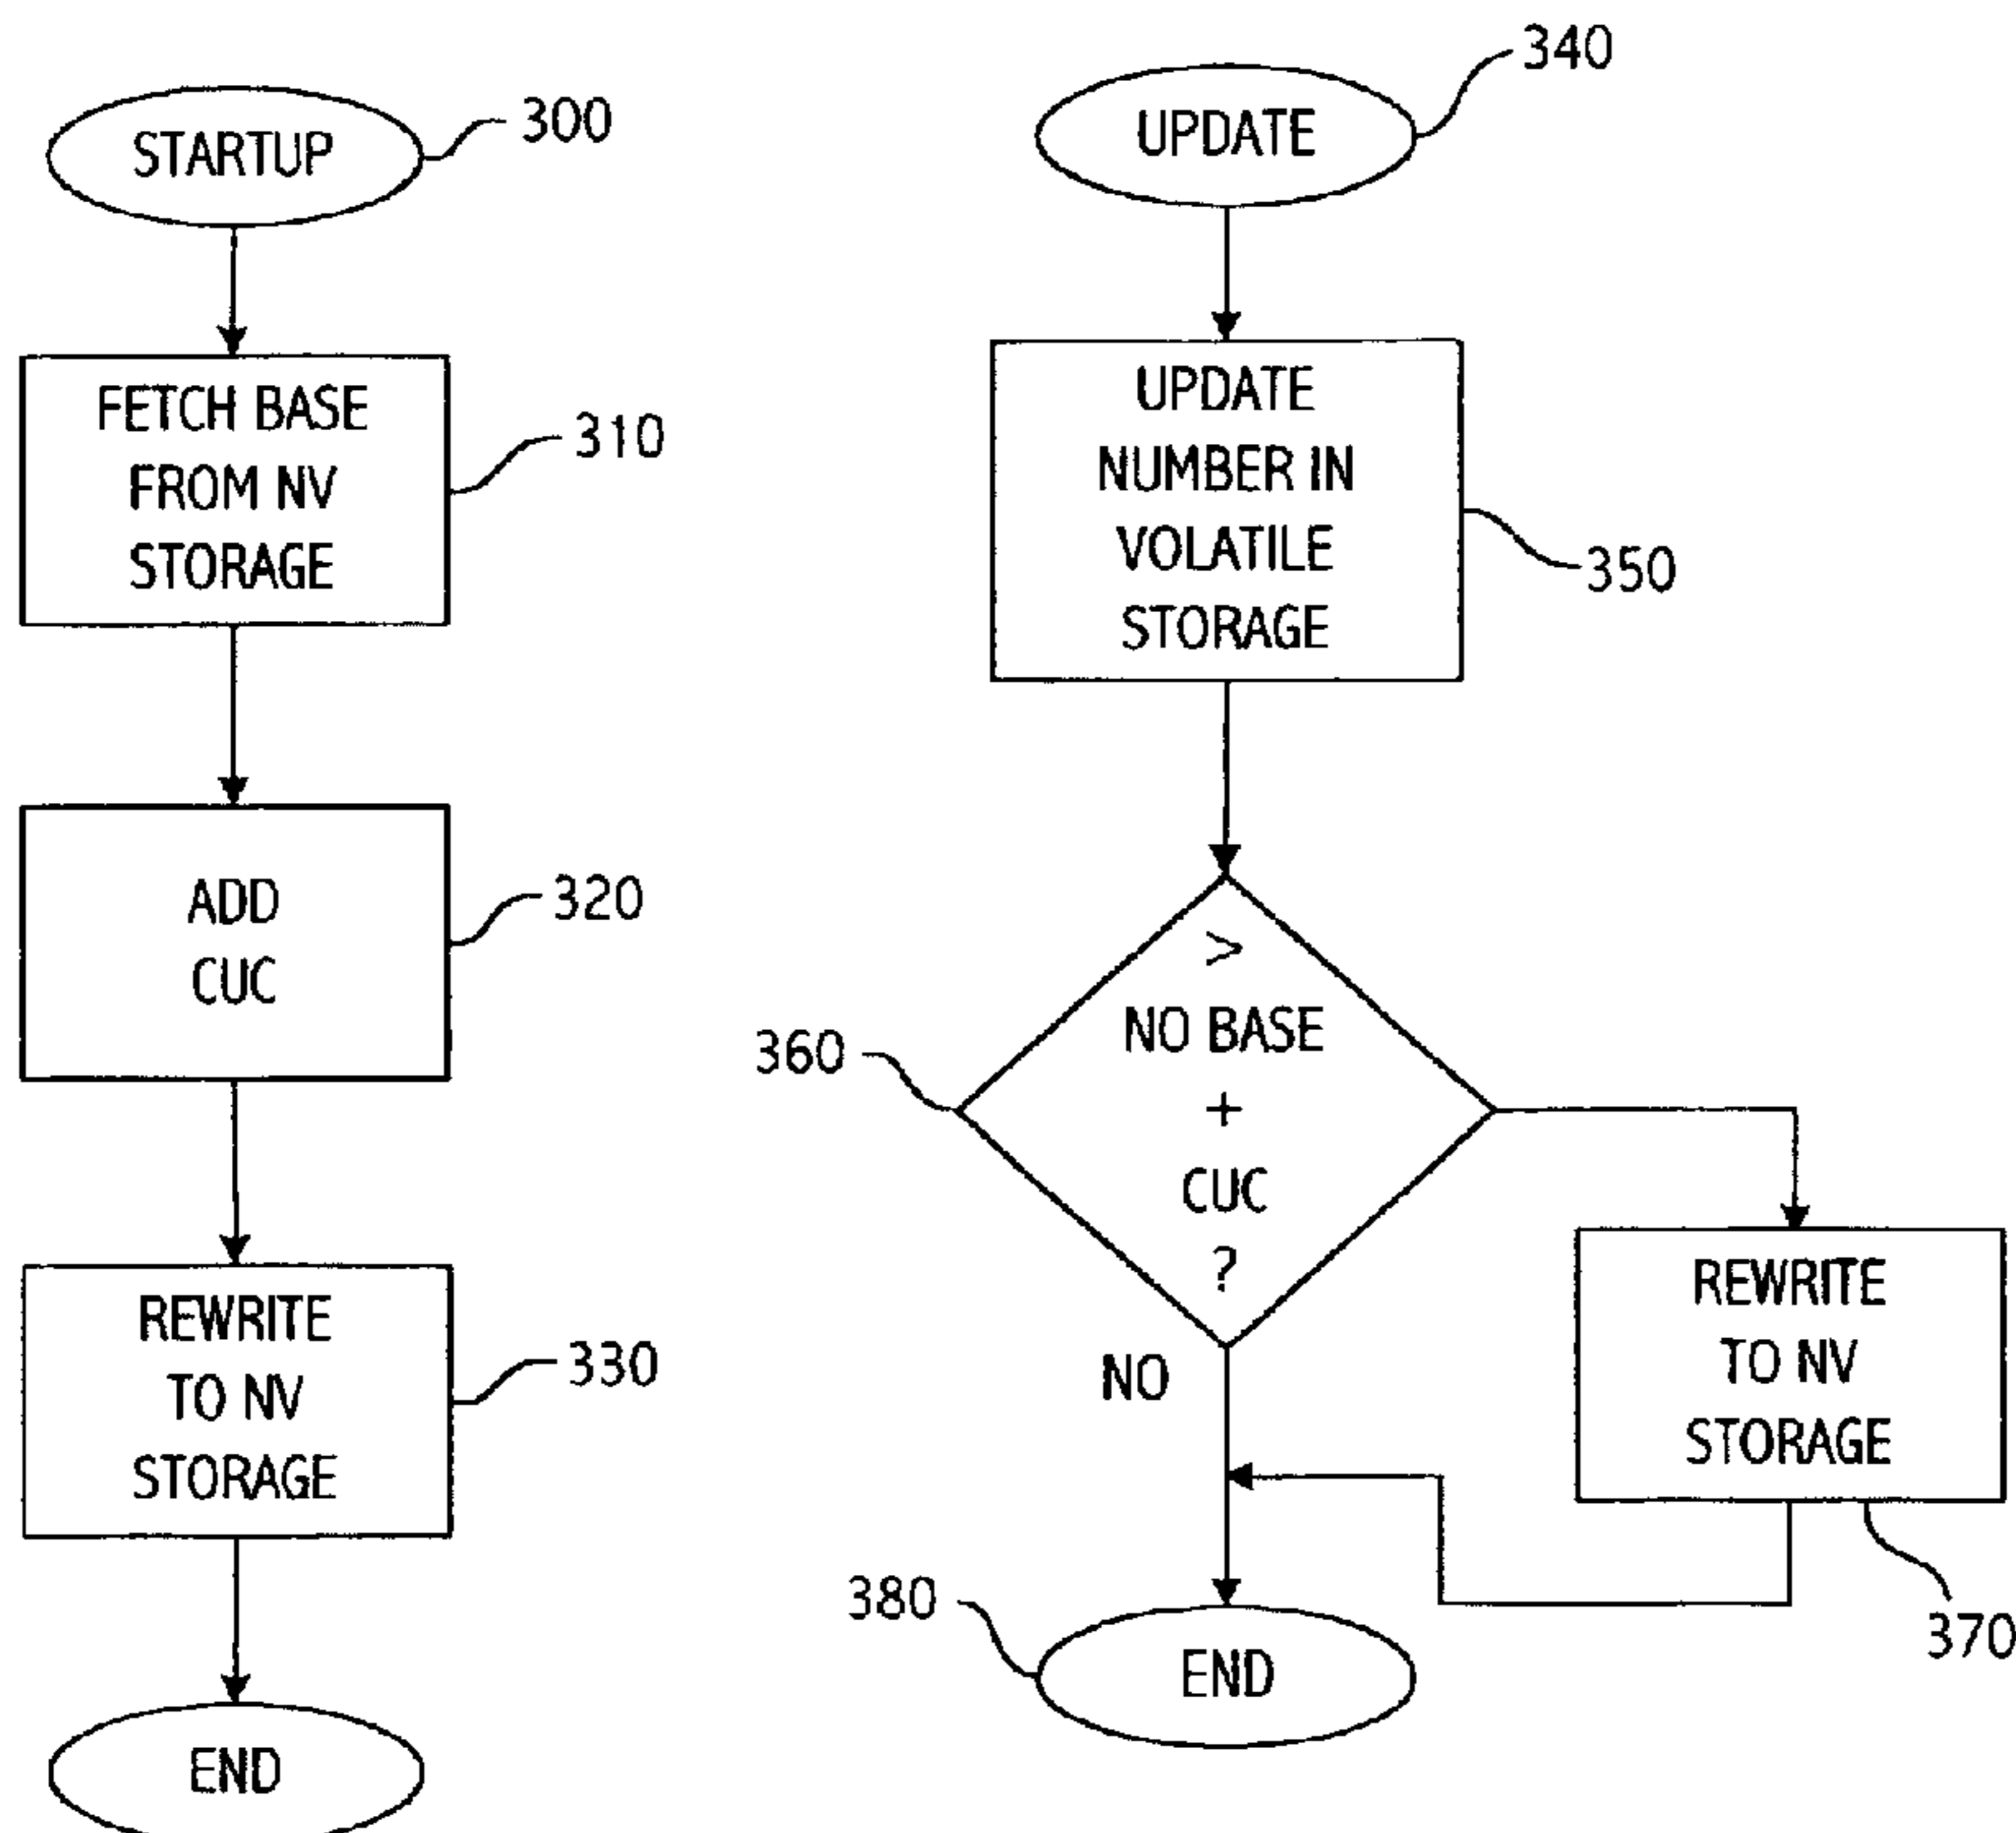 STARTUP
300
FETCH BASE
FROM NV
STORAGE
310
ADD
CUC
320
REWRITE
TO NV
STORAGE
330
END
UPDATE
340
UPDATE
NUMBER IN
VOLATILE
STORAGE
350
>
NO BASE
+
CUC
?
360
NO
REWRITE
TO NV
STORAGE
370
END
380